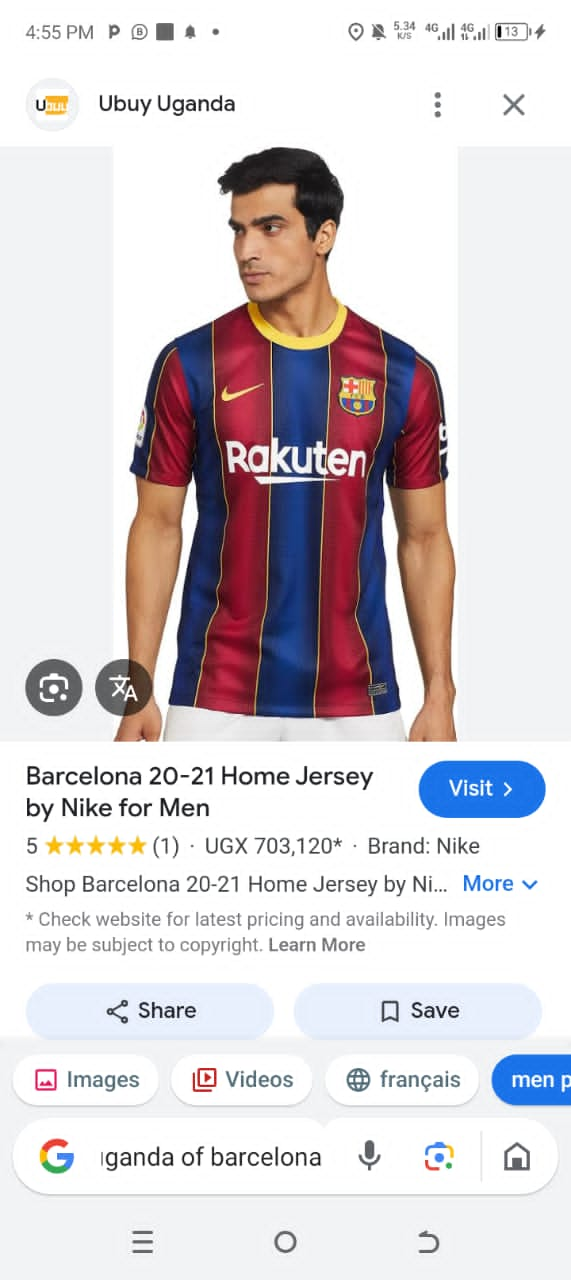 4:55 PM
5.34
K/S
4G
4G
13
Ubuy
Ubuy Uganda
Rakuten
Barcelona 20-21 Home Jersey
by Nike for Men
Visit >
5 ★★★★★ (1) · UGX 703,120* · Brand: Nike
Shop Barcelona 20-21 Home Jersey by Ni... More
* Check website for latest pricing and availability. Images
may be subject to copyright. Learn More
Share
Save
Images
Videos
français
men p
ganda of barcelona